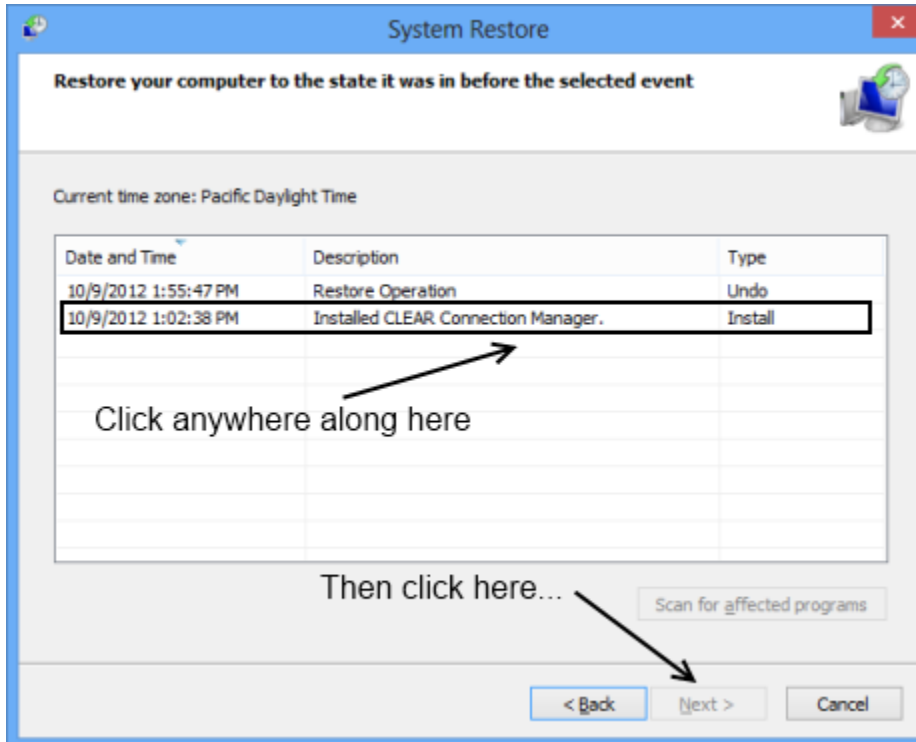 System Restore
Restore your computer to the state it was in before the selected event
Current time zone: Pacific Daylight Time
Date and Time Description Type
10/9/2012 1:55:47 PM Restore Operation Undo
10/9/2012 1:02:38 PM Installed CLEAR Connection Manager. Install
Click anywhere along here
Then click here...
Scan for affected programs
< Back Next > Cancel